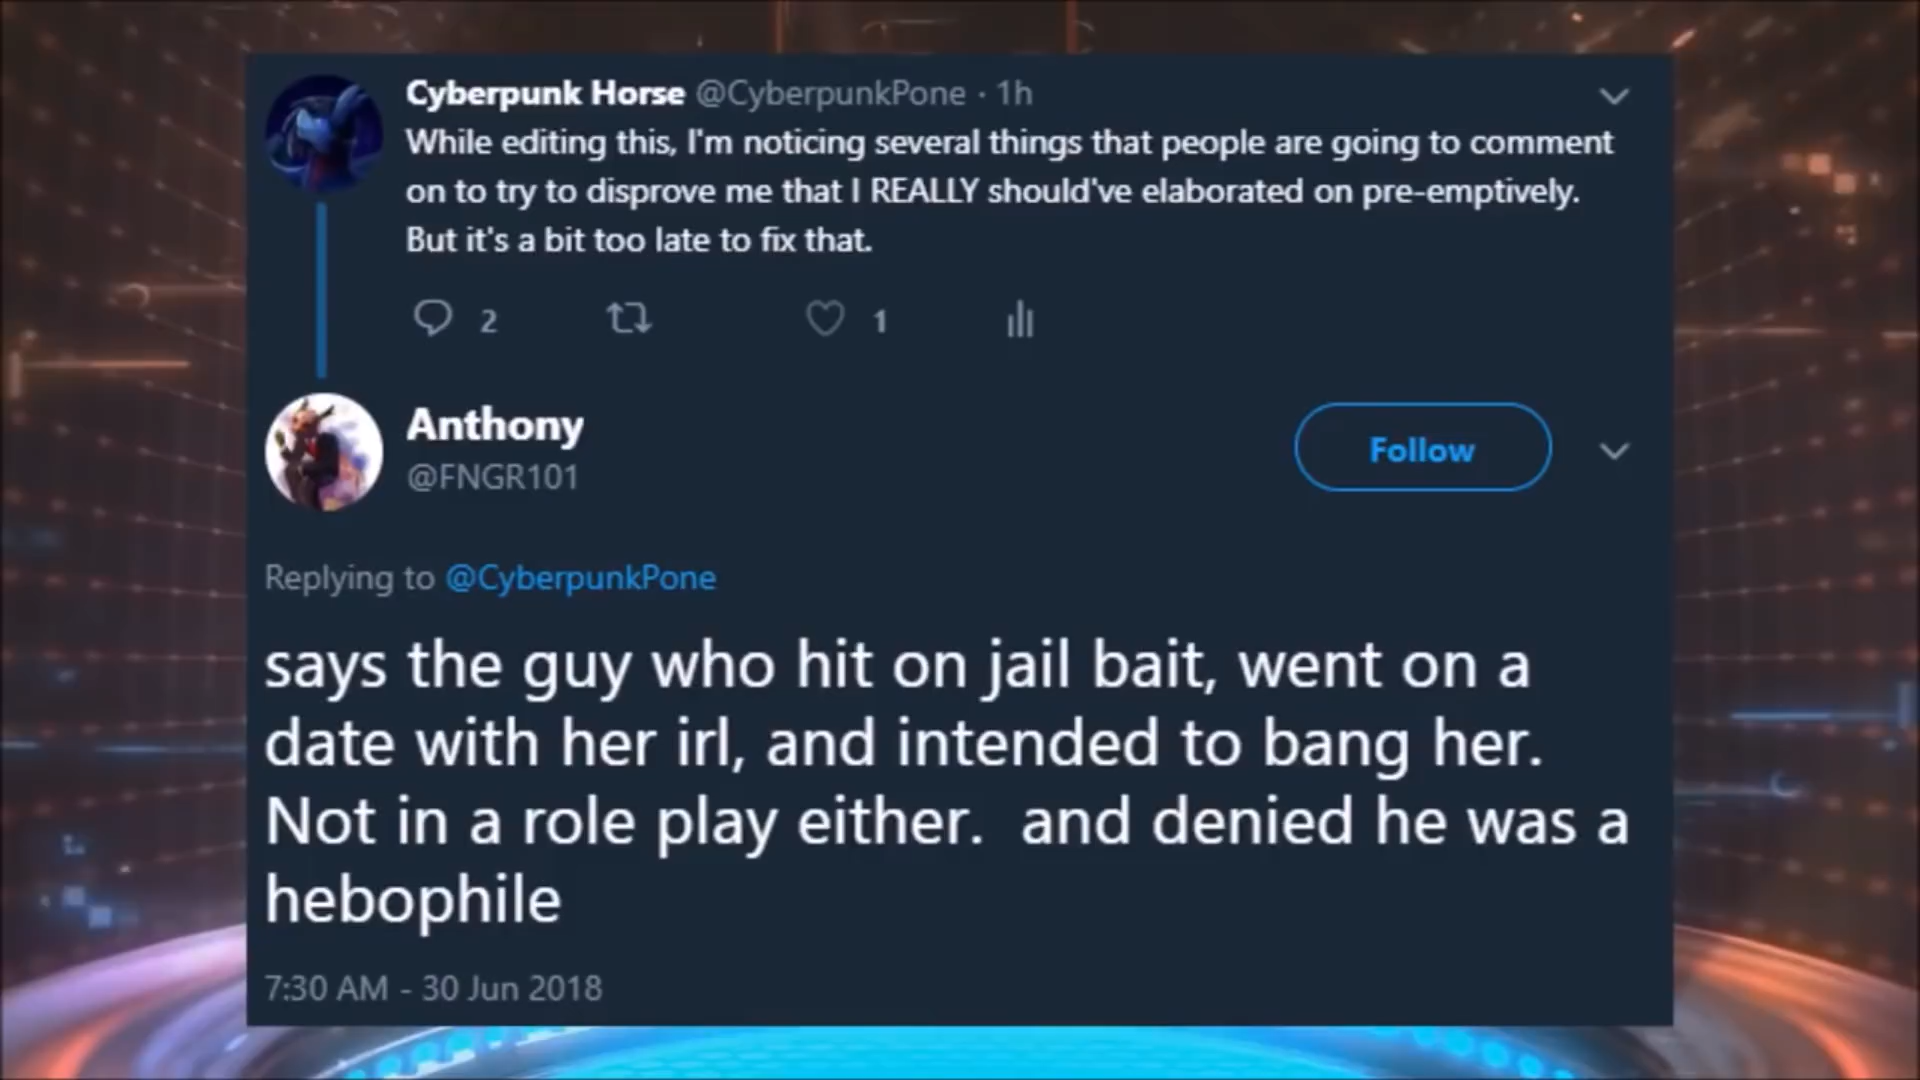 Cyberpunk Horse @CyberpunkPone · 1h
While editing this, I'm noticing several things that people are going to comment
on to try to disprove me that I REALLY should've elaborated on pre-emptively.
But it's a bit too late to fix that.
2 1
Anthony
@FNGR101
Follow
Replying to @CyberpunkPone
says the guy who hit on jail bait, went on a
date with her irl, and intended to bang her.
Not in a role play either.  and denied he was a
hebophile
7:30 AM - 30 Jun 2018